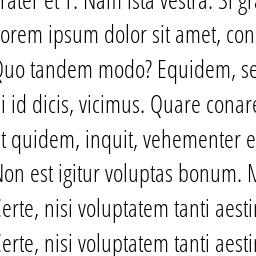 rater et T. Nam ista vestra: Si gra
orem ipsum dolor sit amet, con
Quo tandem modo? Equidem, se
i id dicis, vicimus. Quare conare
t quidem, inquit, vehementer e
Non est igitur voluptas bonum. M
Certe, nisi voluptatem tanti aestin
Certe, nisi voluptatem tanti aestin